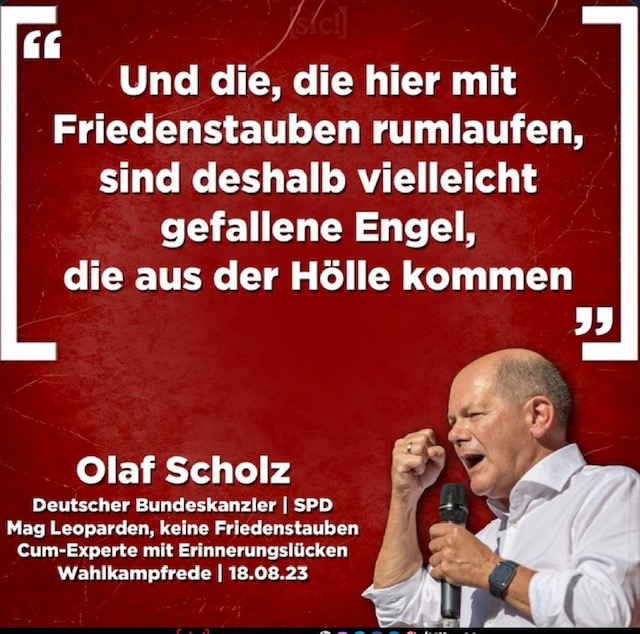 [sic!]
“
Und die, die hier mit
Friedenstauben rumlaufen,
sind deshalb vielleicht
gefallene Engel,
die aus der Hölle kommen
”
Olaf Scholz
Deutscher Bundeskanzler | SPD
Mag Leoparden, keine Friedenstauben
Cum-Experte mit Erinnerungslücken
Wahlkampfrede | 18.08.23